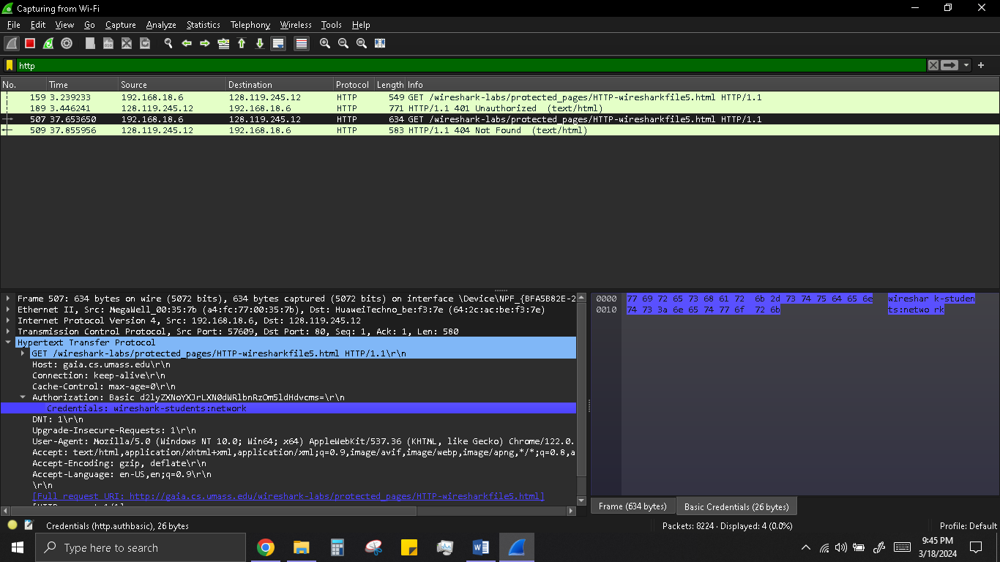 Capturing from Wi-Fi
File Edit View Go Capture Analyze Statistics Telephony Wireless Tools Help
http
No. Time Source Destination Protocol Length Info
159 3.239233 192.168.18.6 128.119.245.12 HTTP 549 GET /wireshark-labs/protected_pages/HTTP-wiresharkfile5.html HTTP/1.1
189 3.446241 128.119.245.12 192.168.18.6 HTTP 771 HTTP/1.1 401 Unauthorized (text/html)
507 37.653650 192.168.18.6 128.119.245.12 HTTP 634 GET /wireshark-labs/protected_pages/HTTP-wiresharkfile5.html HTTP/1.1
509 37.855956 128.119.245.12 192.168.18.6 HTTP 583 HTTP/1.1 404 Not Found (text/html)
Frame 507: 634 bytes on wire (5072 bits), 634 bytes captured (5072 bits) on interface \Device\NPF_{BFA5B82E-2
Ethernet II, Src: MegaWell_00:35:7b (a4:fc:77:00:35:7b), Dst: HuaweiTechno_be:f3:7e (64:2c:ac:be:f3:7e)
Internet Protocol Version 4, Src: 192.168.18.6, Dst: 128.119.245.12
Transmission Control Protocol, Src Port: 57609, Dst Port: 80, Seq: 1, Ack: 1, Len: 580
Hypertext Transfer Protocol
GET /wireshark-labs/protected_pages/HTTP-wiresharkfile5.html HTTP/1.1\r\n
Host: gaia.cs.umass.edu\r\n
Connection: keep-alive\r\n
Cache-Control: max-age=0\r\n
Authorization: Basic d2lyZXNoYXJrLXN0dWRlbnRzOm5ldHdvcms=\r\n
Credentials: wireshark-students:network
DNT: 1\r\n
Upgrade-Insecure-Requests: 1\r\n
User-Agent: Mozilla/5.0 (Windows NT 10.0; Win64; x64) AppleWebKit/537.36 (KHTML, like Gecko) Chrome/122.0.
Accept: text/html,application/xhtml+xml,application/xml;q=0.9,image/avif,image/webp,image/apng,*/*;q=0.8,a
Accept-Encoding: gzip, deflate\r\n
Accept-Language: en-US,en;q=0.9\r\n
\r\n
[Full request URI: http://gaia.cs.umass.edu/wireshark-labs/protected_pages/HTTP-wiresharkfile5.html]
0000 77 69 72 65 73 68 61 72 6b 2d 73 74 75 64 65 6e wireshar k-studen
0010 74 73 3a 6e 65 74 77 6f 72 6b ts:netwo rk
Frame (634 bytes) Basic Credentials (26 bytes)
Credentials (http.authbasic), 26 bytes
Packets: 8224 · Displayed: 4 (0.0%)
Profile: Default
Type here to search
9:45 PM
3/18/2024